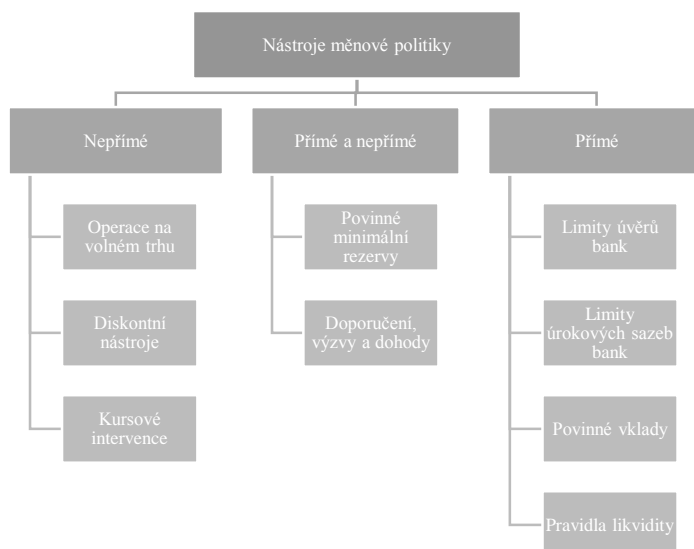 Nástroje měnové politiky
Nepřímé
Operace na
volném trhu
Diskontní
nástroje
Kursové
intervence
Přímé a nepřímé
Povinné
minimální
rezervy
Doporučení,
výzvy a dohody
Přímé
Limity úvěrů
bank
Limity
úrokových sazeb
bank
Povinné vklady
Pravidla likvidity